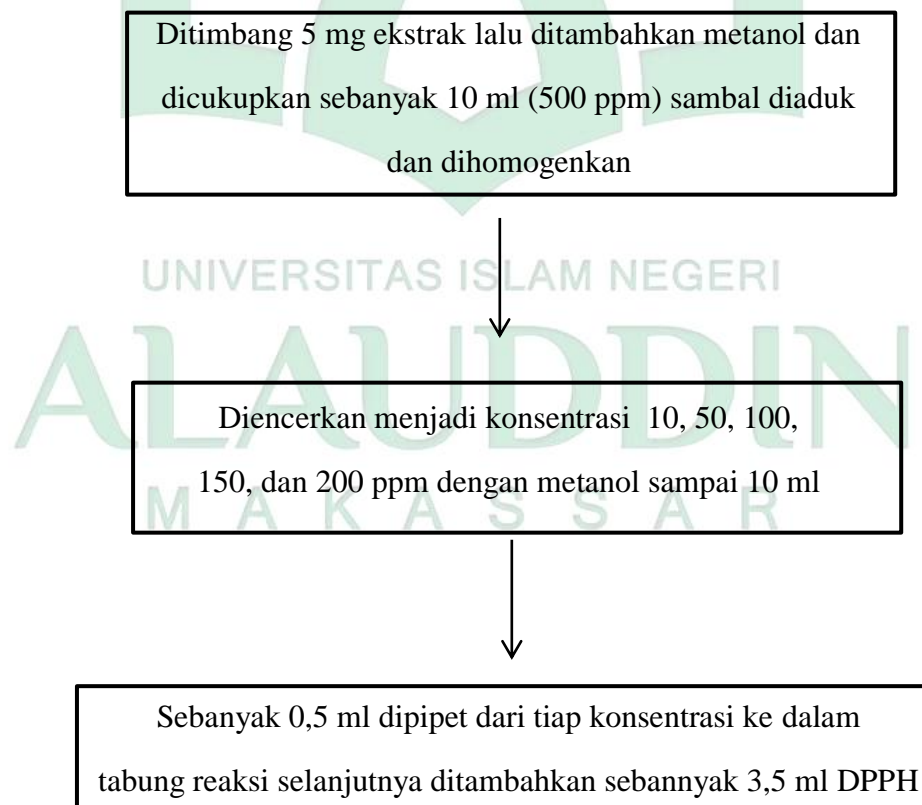 Ditimbang 5 mg ekstrak lalu ditambahkan metanol dan
dicukupkan sebanyak 10 ml (500 ppm) sambal diaduk
dan dihomogenkan
UNIVERSITAS ISLAM NEGERI
ALAUDDIN
Diencerkan menjadi konsentrasi 10, 50, 100,
150, dan 200 ppm dengan metanol sampai 10 ml
MAKASSAR
Sebanyak 0,5 ml dipipet dari tiap konsentrasi ke dalam
tabung reaksi selanjutnya ditambahkan sebannyak 3,5 ml DPPH